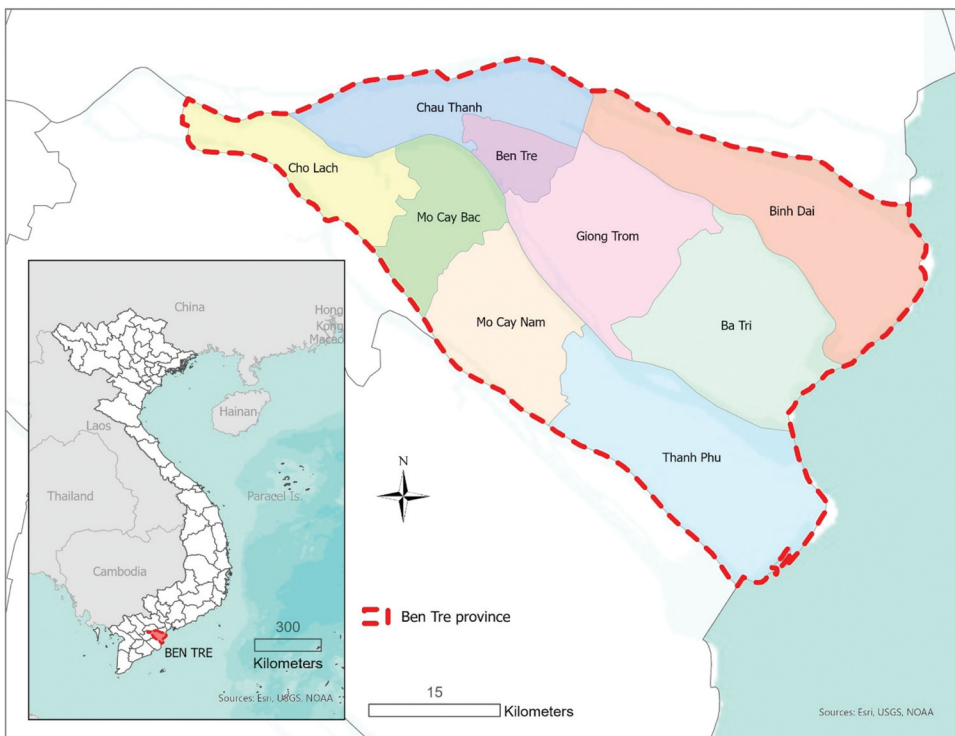 Chau Thanh
Ben Tre
Cho Lach
Mo Cay Bac
Binh Dai
Giong Trom
Mo Cay Nam
Ba Tri
Thanh Phu
N
Ben Tre province
15
Kilometers
Sources: Esri, USGS, NOAA
China
Hong
Kong
Macao
Hainan
Laos
Thailand
Paracel Is.
Cambodia
BEN TRE
300
Kilometers
Sources: Esri, USGS, NOAA